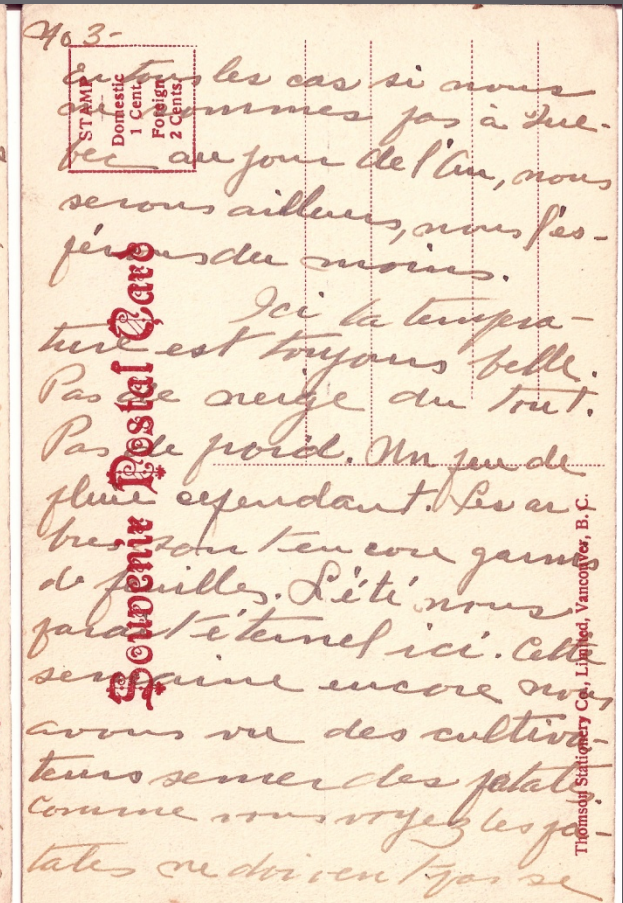 No 3-
En tous les cas si nous
ne sommes pas à Qué-
bec au jour de l'An, nous
serons ailleurs, nous l'es-
pérons du moins.
Ici la tempra-
ture est toujours belle.
Pas de neige du tout.
Pas de froid. Un peu de
pluie cependant. Les ar-
bres sont encore garnis
de feuilles. L'été nous
parait éternel ici. Cette
semaine encore nous
avons vu des cultiva-
teurs semer des patates
comme vous voyez les pa-
tates ne doivent pas se
STAMP
Domestic
1 Cent.
Foreign
2 Cents.
Souvenir Postal Card
Thomson Stationery Co., Limited, Vancouver, B. C.